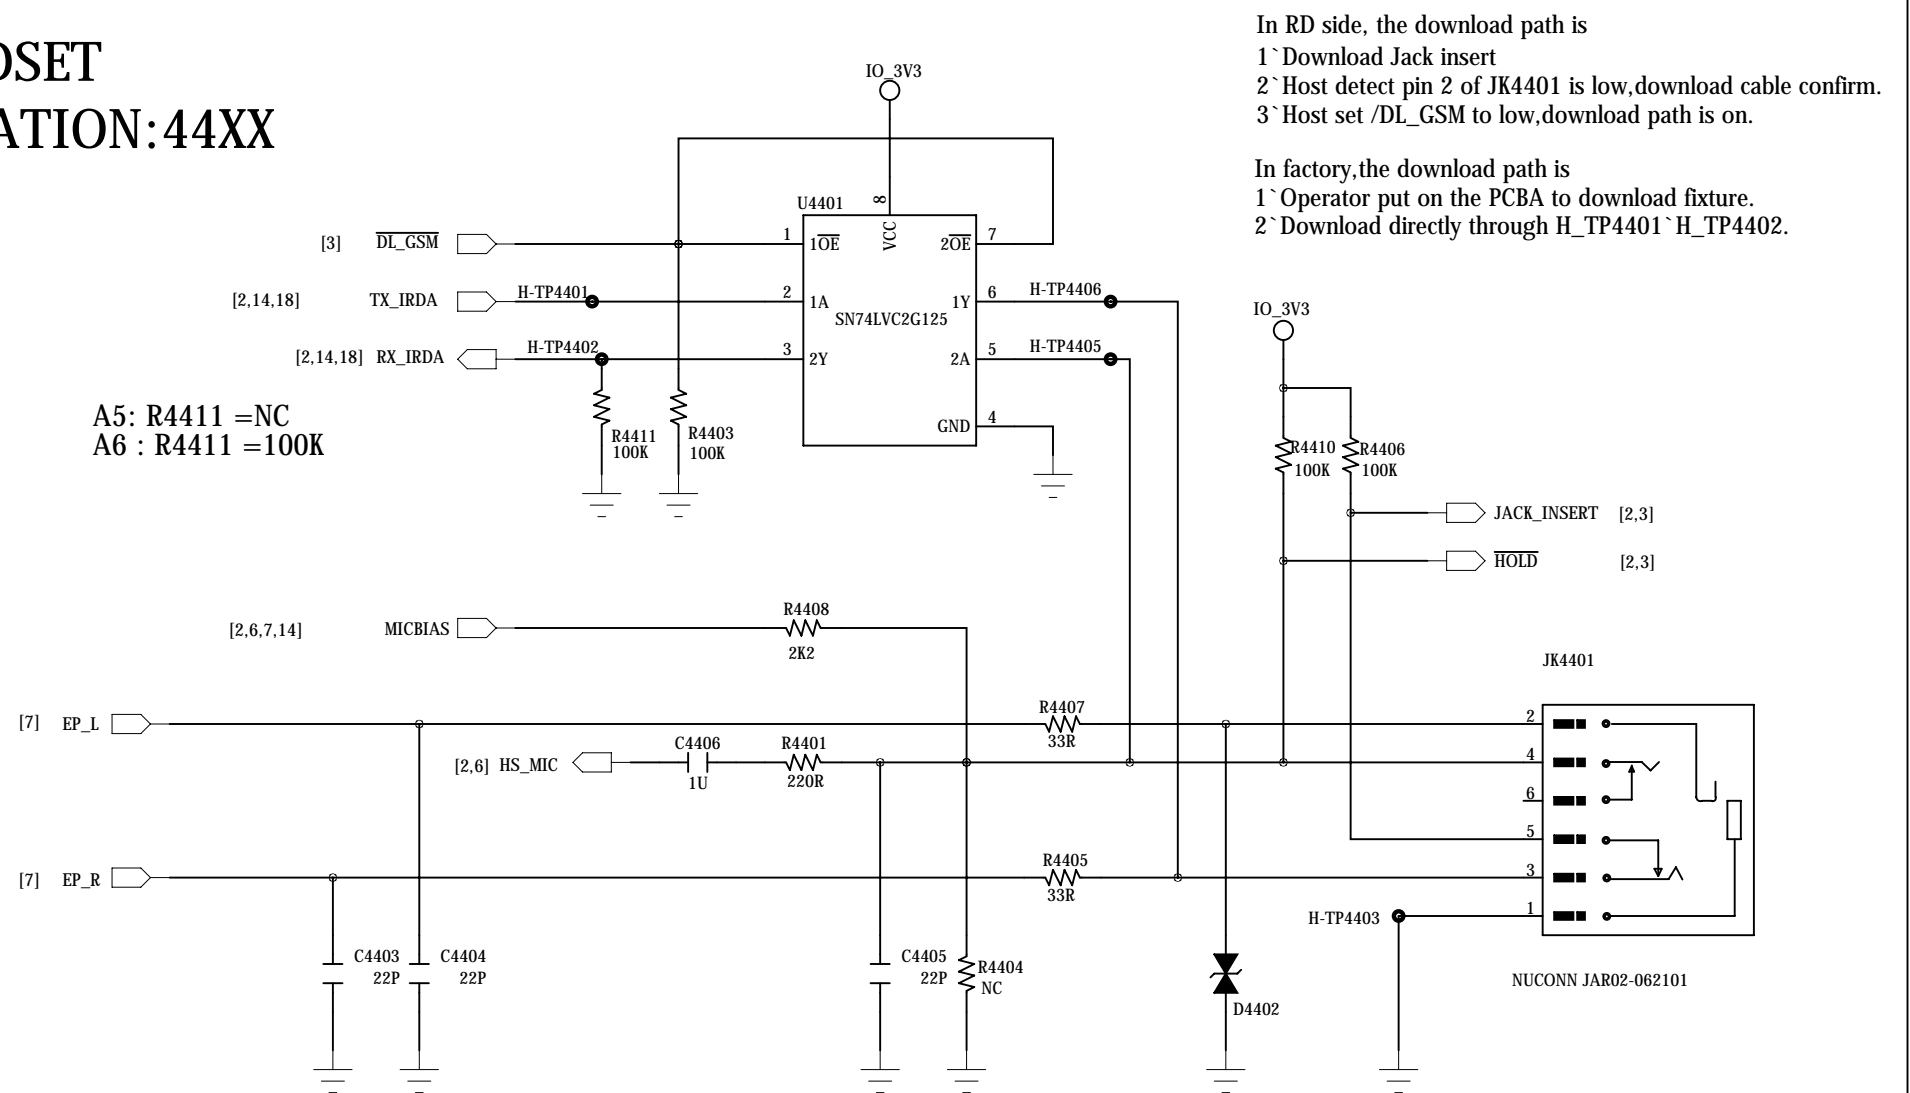 OSET
ATION:44XX
In RD side, the download path is
1`Download Jack insert
2`Host detect pin 2 of JK4401 is low,download cable confirm.
3`Host set /DL_GSM to low,download path is on.
In factory,the download path is
1`Operator put on the PCBA to download fixture.
2`Download directly through H_TP4401`H_TP4402.
IO_3V3
U4401
8
VCC
[3] DL_GSM 1 1OE 2OE 7
[2,14,18] TX_IRDA H-TP4401 2 1A 1Y 6 H-TP4406
SN74LVC2G125
[2,14,18] RX_IRDA H-TP4402 3 2Y 2A 5 H-TP4405
GND 4
A5: R4411 =NC
A6 : R4411 =100K
R4411
100K
R4403
100K
IO_3V3
R4410
100K
R4406
100K
JACK_INSERT [2,3]
HOLD [2,3]
[2,6,7,14] MICBIAS R4408
2K2
JK4401
[7] EP_L R4407
33R
2
[2,6] HS_MIC C4406
1U
R4401
220R
4
6
5
[7] EP_R R4405
33R
3
H-TP4403 1
C4403
22P
C4404
22P
C4405
22P
R4404
NC
D4402
NUCONN JAR02-062101